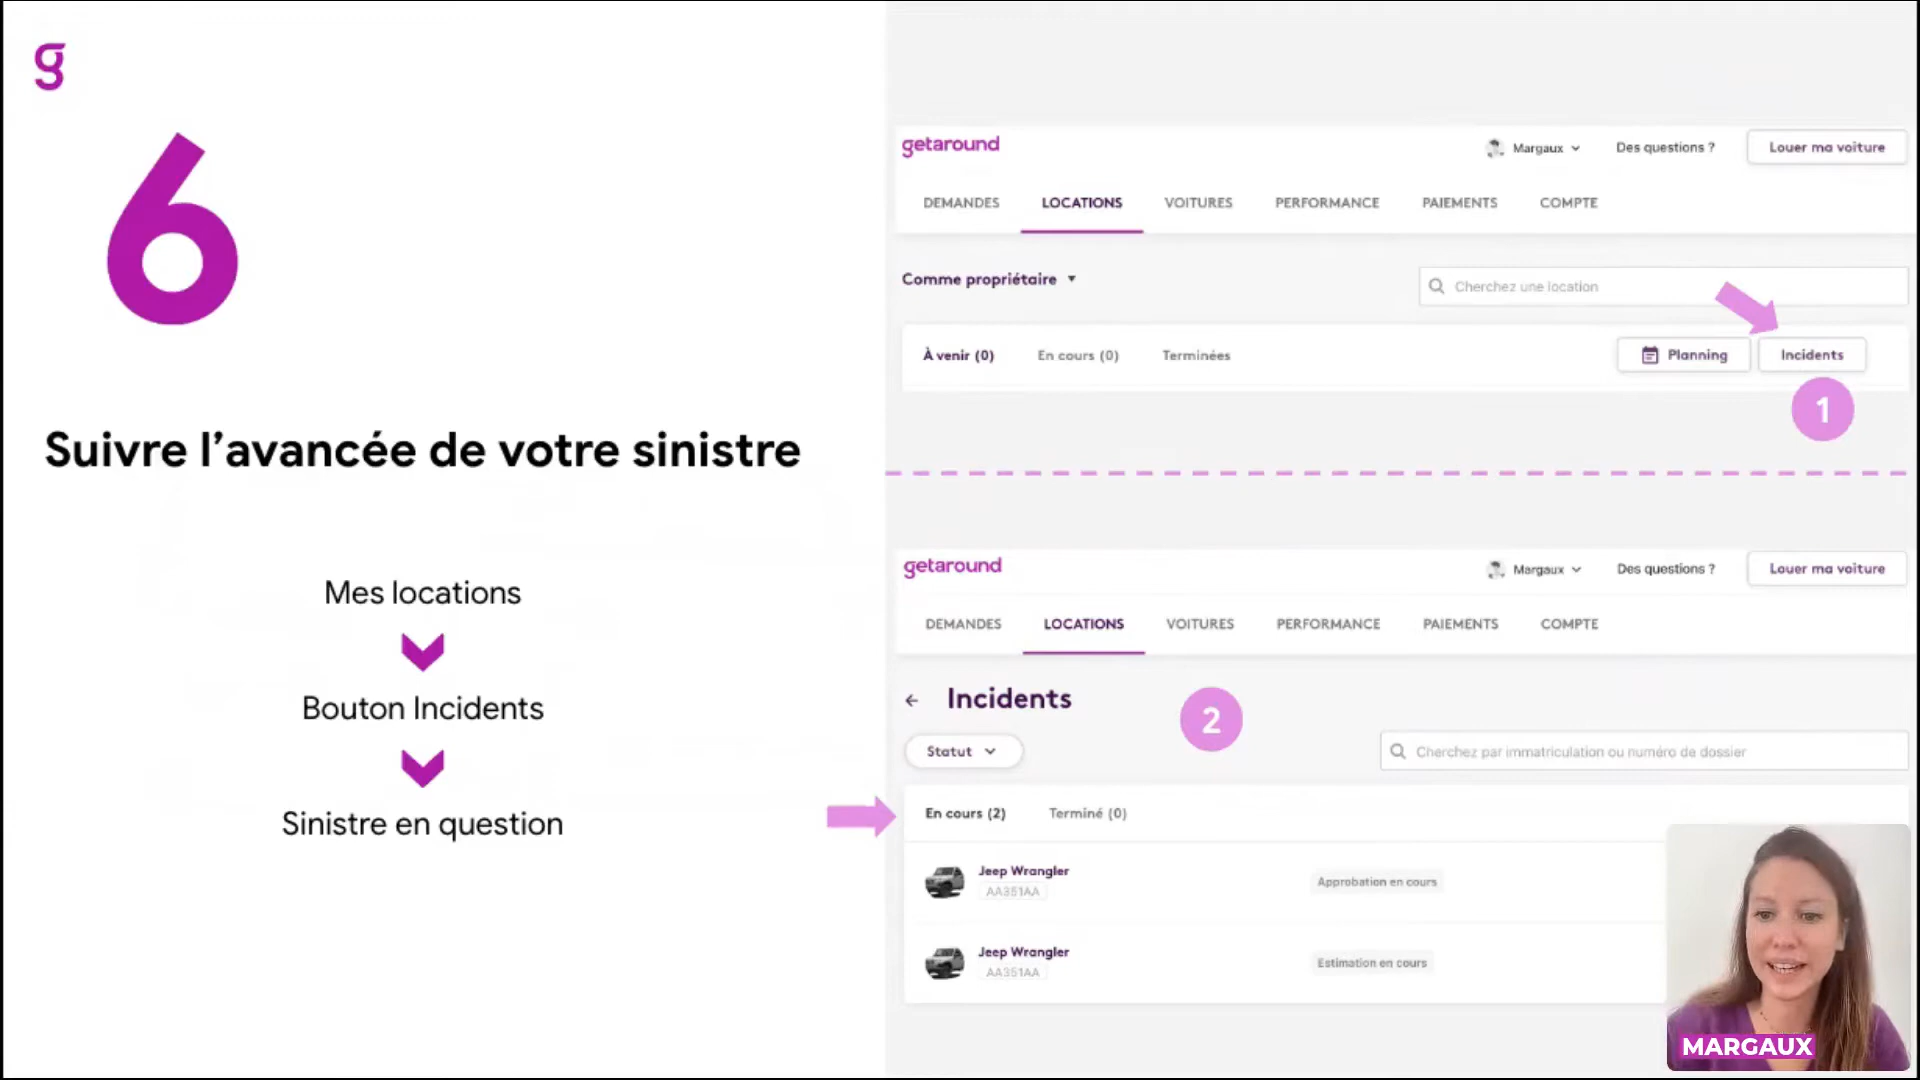 g
6
Suivre l’avancée de votre sinistre
Mes locations
Bouton Incidents
Sinistre en question
getaround
Margaux
Des questions ?
Louer ma voiture
DEMANDES
LOCATIONS
VOITURES
PERFORMANCE
PAIEMENTS
COMPTE
Comme propriétaire
Cherchez une location
À venir (0)
En cours (0)
Terminées
Planning
Incidents
1
getaround
Margaux
Des questions ?
Louer ma voiture
DEMANDES
LOCATIONS
VOITURES
PERFORMANCE
PAIEMENTS
COMPTE
Incidents
2
Statut
Cherchez par immatriculation ou numéro de dossier
En cours (2)
Terminé (0)
Jeep Wrangler
AA351AA
Approbation en cours
Jeep Wrangler
AA351AA
Estimation en cours
MARGAUX